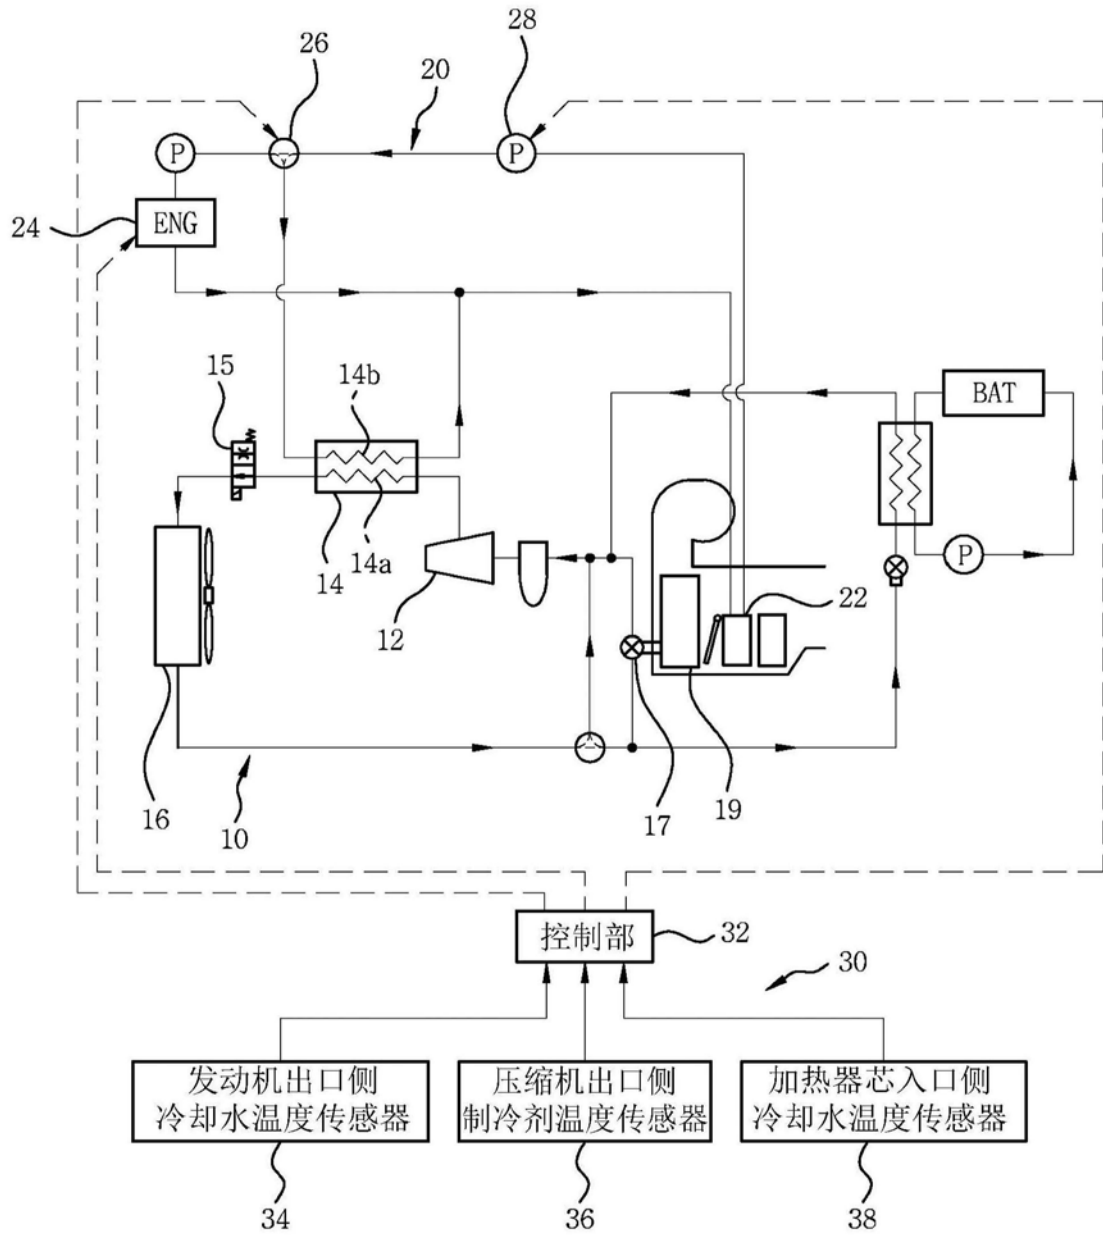 26
28
20
P
P
24
ENG
15
14b
BAT
14
14a
12
P
22
16
10
17
19
控制部
32
30
发动机出口侧
冷却水温度传感器
压缩机出口侧
制冷剂温度传感器
加热器芯入口侧
冷却水温度传感器
34
36
38